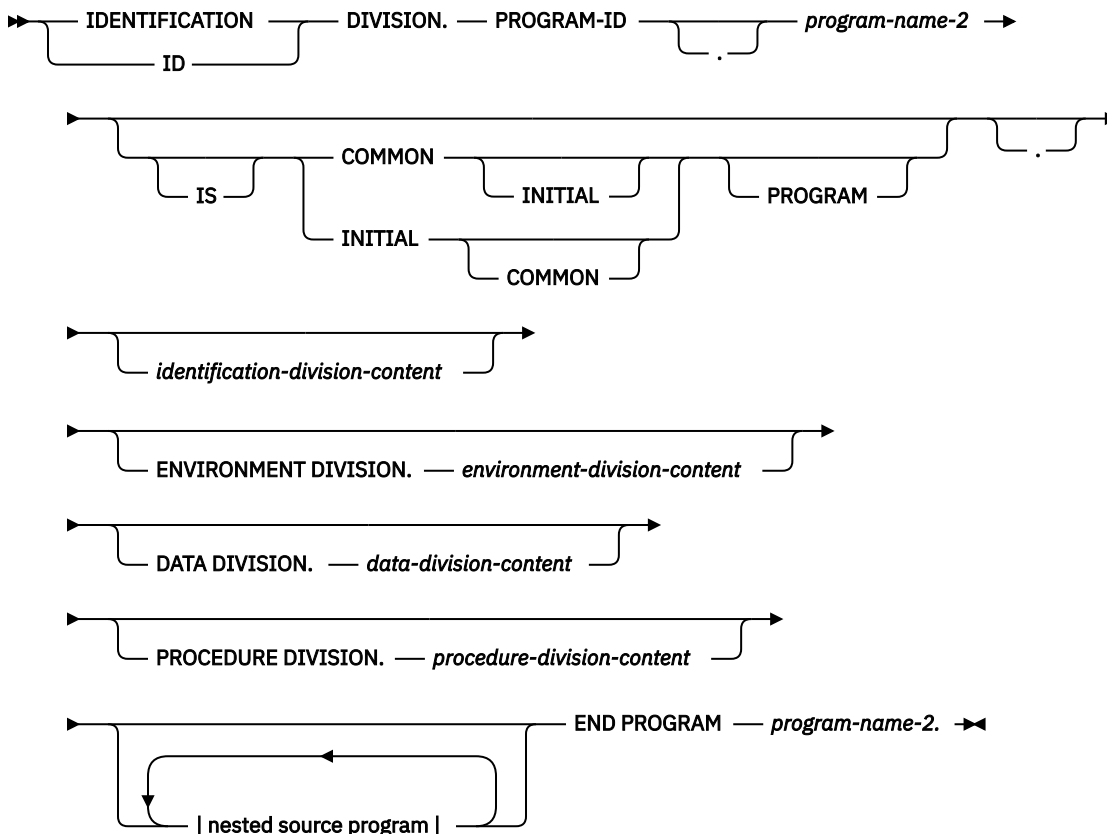 IDENTIFICATION DIVISION. PROGRAM-ID program-name-2
ID .
COMMON .
IS INITIAL PROGRAM
INITIAL
COMMON
identification-division-content
ENVIRONMENT DIVISION. environment-division-content
DATA DIVISION. data-division-content
PROCEDURE DIVISION. procedure-division-content
END PROGRAM program-name-2.
| nested source program |